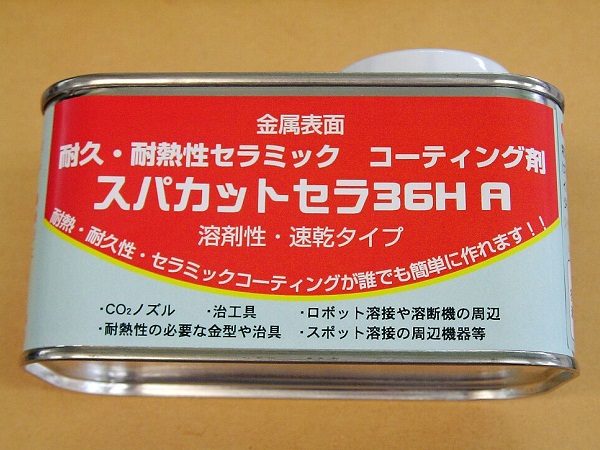 金属表面
耐久・耐熱性セラミック コーティング剤
スパカットセラ36H A
溶剤性・速乾タイプ
耐熱・耐久性・セラミックコーティングが誰でも簡単に作れます！！
・CO₂ノズル ・治工具 ・ロボット溶接や溶断機の周辺
・耐熱性の必要な金型や治具 ・スポット溶接の周辺機器等